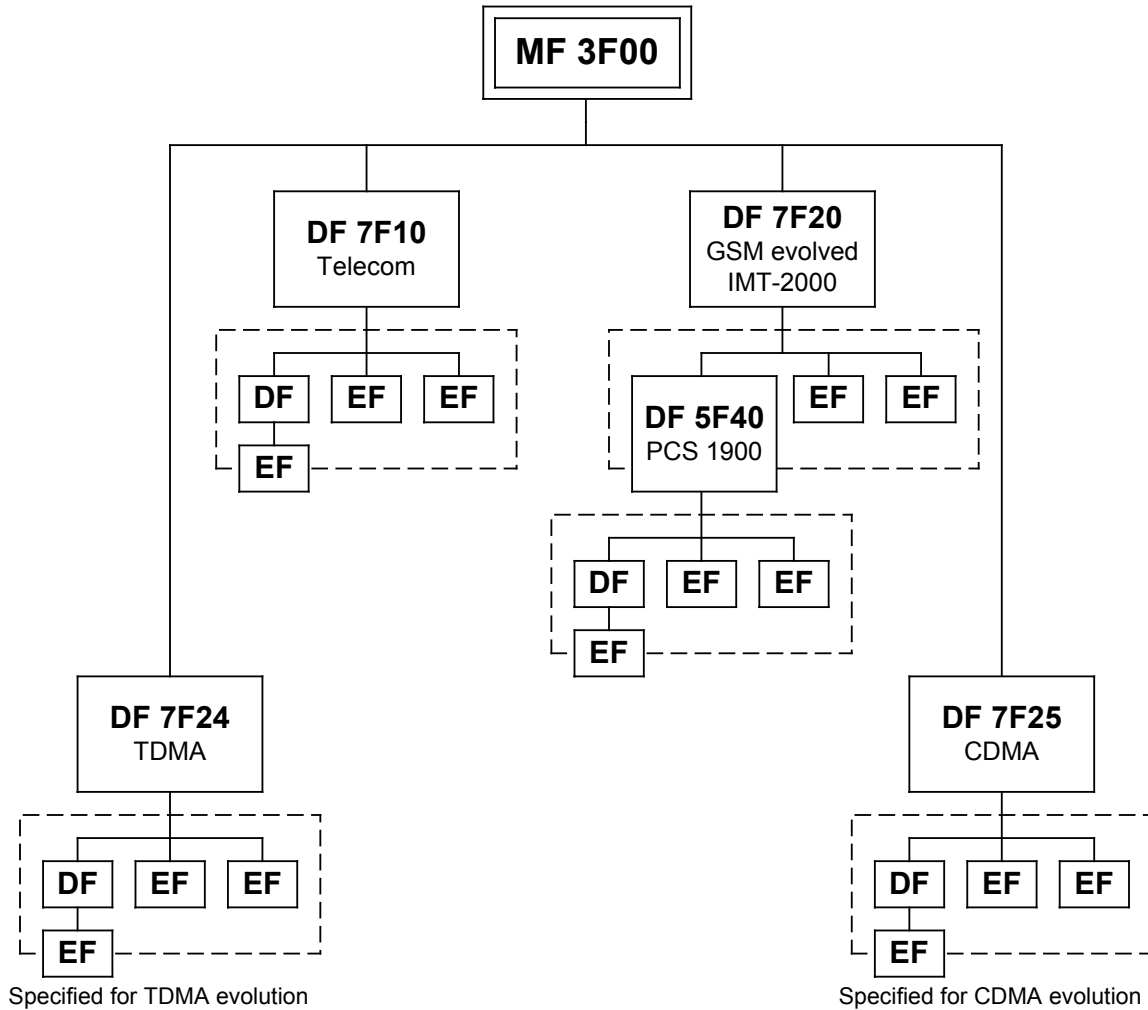 MF 3F00
DF 7F10
Telecom
DF 7F20
GSM evolved
IMT-2000
DF
EF
EF
EF
DF 5F40
PCS 1900
EF
EF
DF
EF
EF
EF
DF 7F24
TDMA
DF
EF
EF
EF
Specified for TDMA evolution
DF 7F25
CDMA
DF
EF
EF
EF
Specified for CDMA evolution